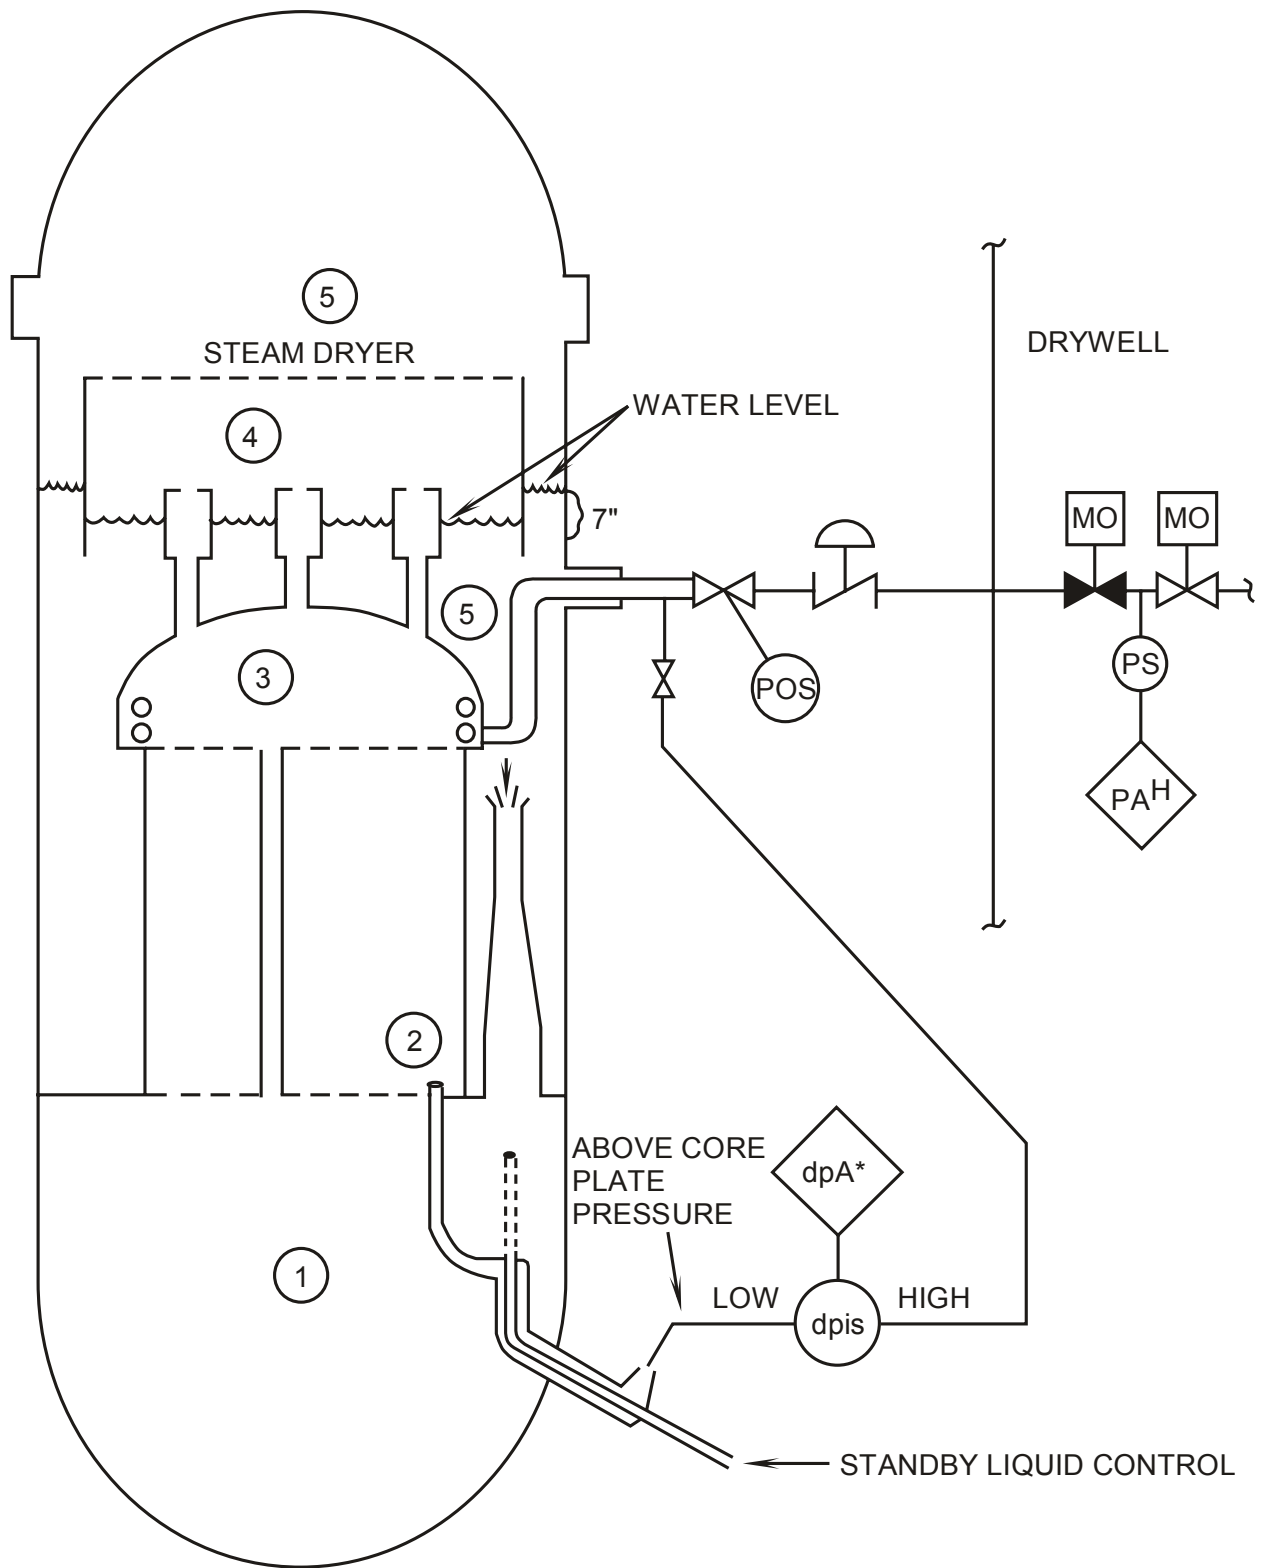 5
STEAM DRYER
DRYWELL
WATER LEVEL
4
7"
MO
MO
5
PS
3
POS
PAH
2
ABOVE CORE
PLATE
PRESSURE
dpA*
1
LOW
HIGH
dpis
STANDBY LIQUID CONTROL